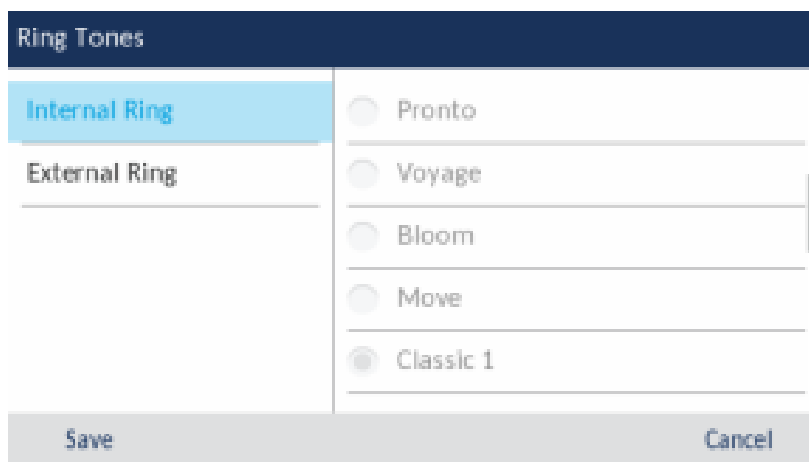 Ring Tones
Internal Ring
External Ring
Pronto
Voyage
Bloom
Move
Classic 1
Save
Cancel